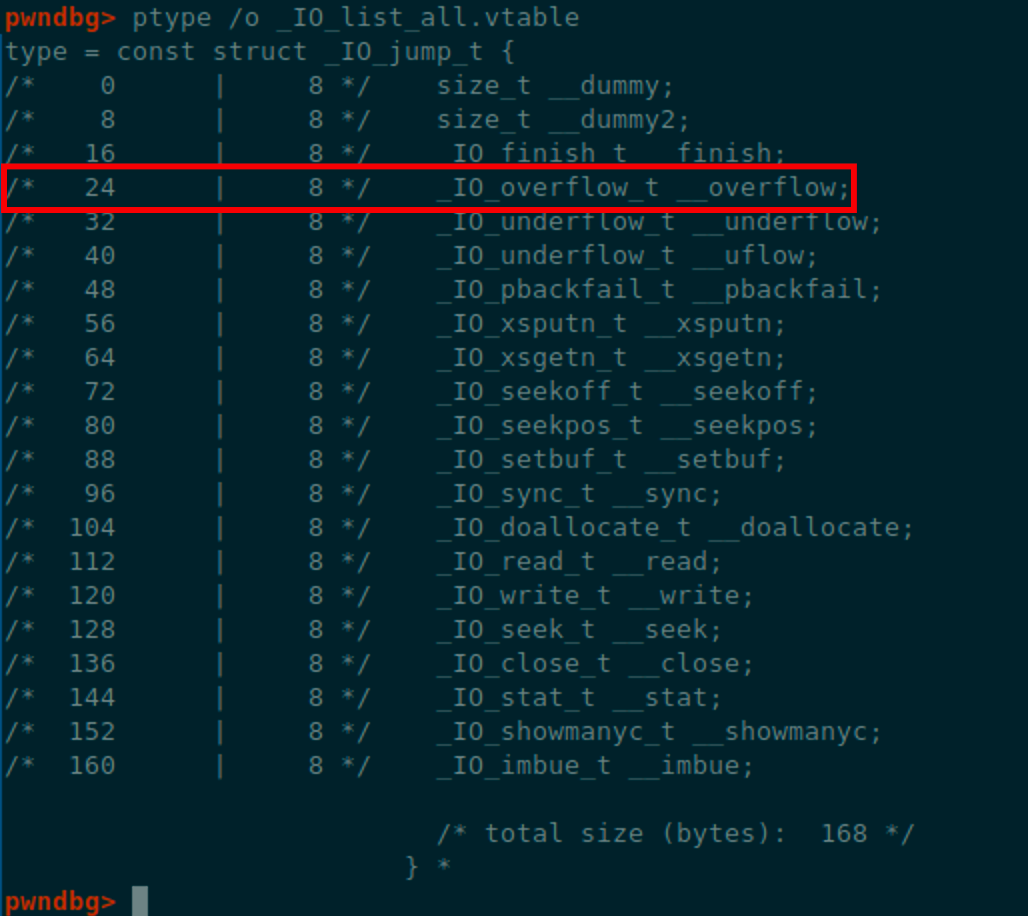 pwndbg> ptype /o _IO_list_all.vtable
type = const struct _IO_jump_t {
/*    0      |     8 */    size_t __dummy;
/*    8      |     8 */    size_t __dummy2;
/*   16      |     8 */    _IO_finish_t __finish;
/*   24      |     8 */    _IO_overflow_t __overflow;
/*   32      |     8 */    _IO_underflow_t __underflow;
/*   40      |     8 */    _IO_underflow_t __uflow;
/*   48      |     8 */    _IO_pbackfail_t __pbackfail;
/*   56      |     8 */    _IO_xsputn_t __xsputn;
/*   64      |     8 */    _IO_xsgetn_t __xsgetn;
/*   72      |     8 */    _IO_seekoff_t __seekoff;
/*   80      |     8 */    _IO_seekpos_t __seekpos;
/*   88      |     8 */    _IO_setbuf_t __setbuf;
/*   96      |     8 */    _IO_sync_t __sync;
/*  104      |     8 */    _IO_doallocate_t __doallocate;
/*  112      |     8 */    _IO_read_t __read;
/*  120      |     8 */    _IO_write_t __write;
/*  128      |     8 */    _IO_seek_t __seek;
/*  136      |     8 */    _IO_close_t __close;
/*  144      |     8 */    _IO_stat_t __stat;
/*  152      |     8 */    _IO_showmanyc_t __showmanyc;
/*  160      |     8 */    _IO_imbue_t __imbue;
/* total size (bytes):  168 */
} *
pwndbg>